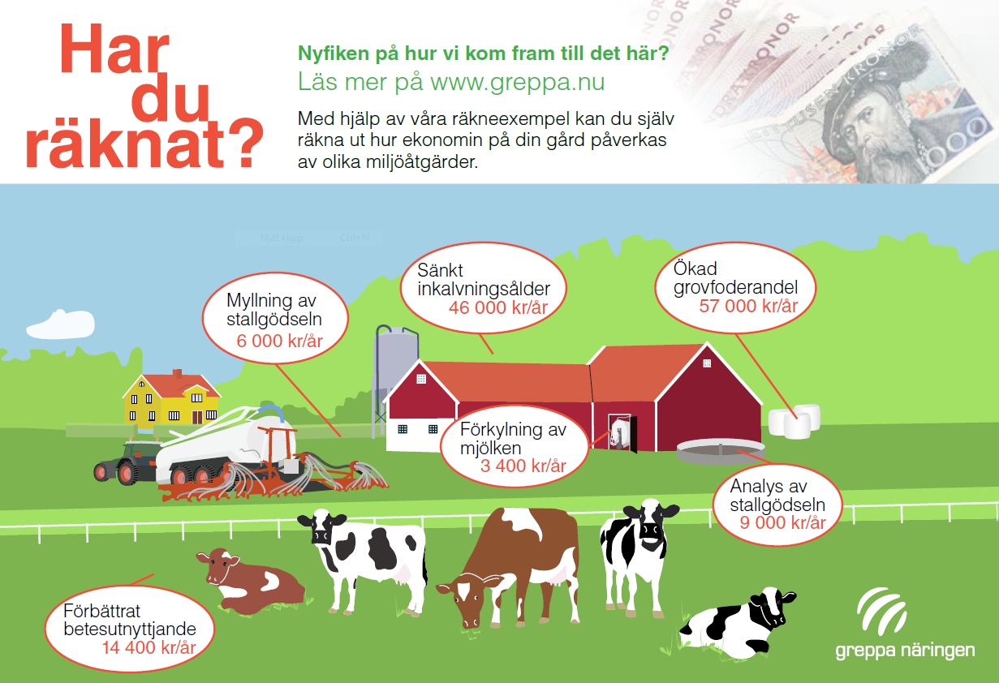 Har
du
räknat?
Nyfiken på hur vi kom fram till det här?
Läs mer på www.greppa.nu
Med hjälp av våra räkneexempel kan du själv
räkna ut hur ekonomin på din gård påverkas
av olika miljöåtgärder.
KRONOR
KRONOR
KRONOR
1000
Nytt klipp Ctrl+N
Sänkt
inkalvningsålder
46 000 kr/år
Ökad
grovfoderandel
57 000 kr/år
Myllning av
stallgödseln
6 000 kr/år
Förkylning av
mjölken
3 400 kr/år
Analys av
stallgödseln
9 000 kr/år
Förbättrat
betesutnyttjande
14 400 kr/år
greppa näringen